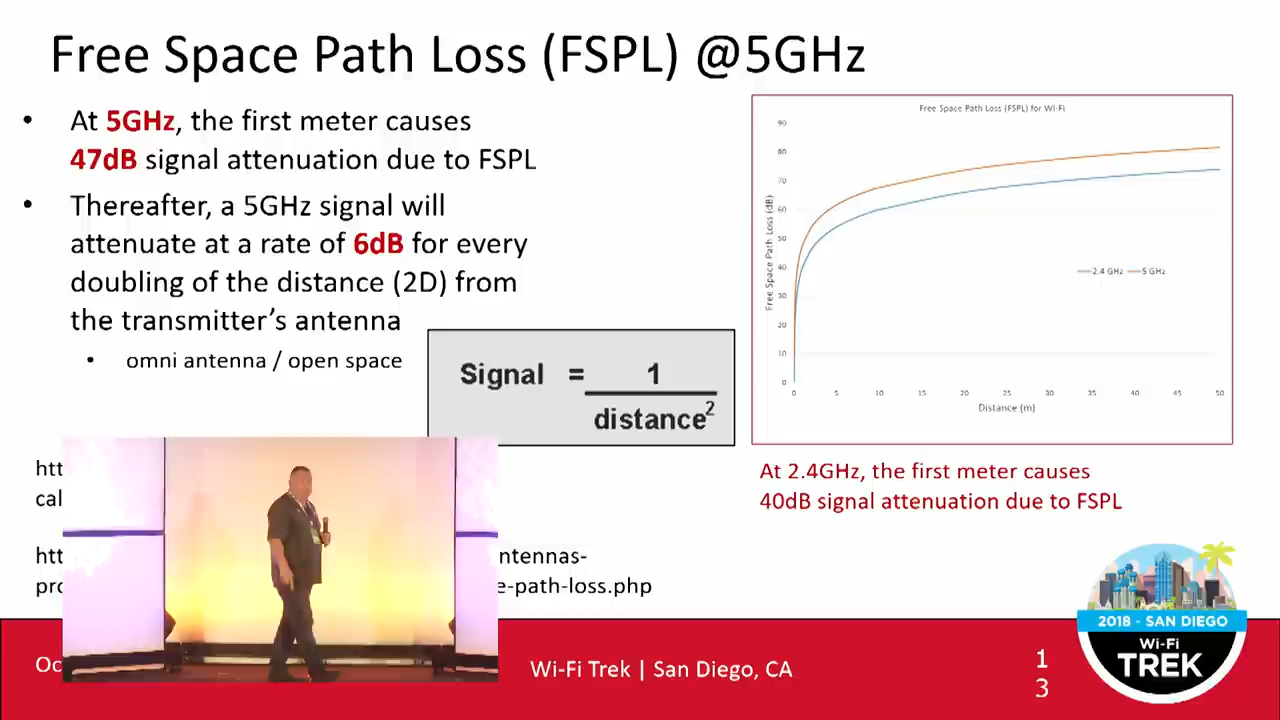 Free Space Path Loss (FSPL) @5GHz
• At 5GHz, the first meter causes
47dB signal attenuation due to FSPL
• Thereafter, a 5GHz signal will
attenuate at a rate of 6dB for every
doubling of the distance (2D) from
the transmitter's antenna
• omni antenna / open space
Signal = 1
distance2
Free Space Path Loss (FSPL) for Wi-Fi
Free Space Path Loss (dB)
90
80
70
60
50
40
30
20
10
0
0 5 10 15 20 25 30 35 40 45 50
Distance (m)
2.4 GHz 5 GHz
At 2.4GHz, the first meter causes
40dB signal attenuation due to FSPL
htt
cal
htt ntennas-
pro e-path-loss.php
Oc
Wi-Fi Trek | San Diego, CA
1
3
2018 - SAN DIEGO
Wi-Fi
TREK